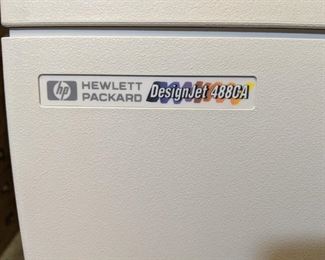 hp HEWLETT
PACKARD DesignJet 488CA